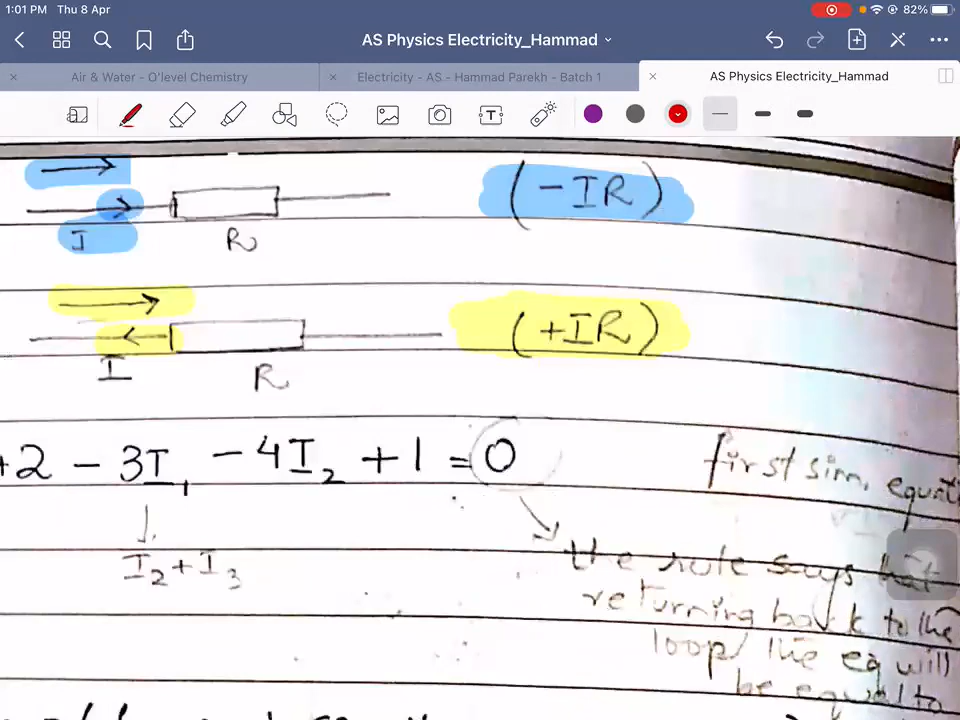 1:01 PM Thu 8 Apr
82%
AS Physics Electricity_Hammad
Air & Water - O'level Chemistry
Electricity - AS - Hammad Parekh - Batch 1
AS Physics Electricity_Hammad
(-IR)
I
R
(+IR)
I
R
+2 - 3I₁ - 4I₂ + 1 = 0
first sim. equati
I₂ + I₃
the rule says that
returning back to the
loop/ the eq will
be equal to